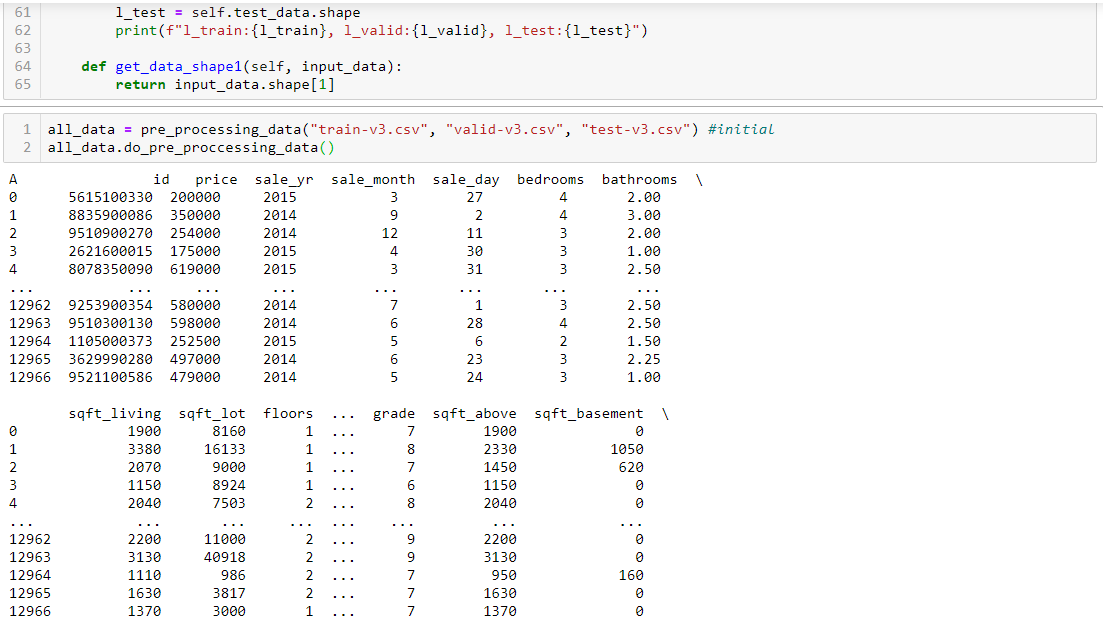 61         l_test = self.test_data.shape
62         print(f"l_train:{l_train}, l_valid:{l_valid}, l_test:{l_test}")
63
64     def get_data_shape1(self, input_data):
65         return input_data.shape[1]
1 all_data = pre_processing_data("train-v3.csv", "valid-v3.csv", "test-v3.csv") #initial
2 all_data.do_pre_proccessing_data()
A                id   price  sale_yr  sale_month  sale_day  bedrooms  bathrooms  \
0      5615100330  200000     2015           3        27         4       2.00
1      8835900086  350000     2014           9         2         4       3.00
2      9510900270  254000     2014          12        11         3       2.00
3      2621600015  175000     2015           4        30         3       1.00
4      8078350090  619000     2015           3        31         3       2.50
...           ...     ...      ...         ...       ...       ...        ...
12962  9253900354  580000     2014           7         1         3       2.50
12963  9510300130  598000     2014           6        28         4       2.50
12964  1105000373  252500     2015           5         6         2       1.50
12965  3629990280  497000     2014           6        23         3       2.25
12966  9521100586  479000     2014           5        24         3       1.00
sqft_living  sqft_lot  floors  ...  grade  sqft_above  sqft_basement  \
0             1900      8160       1  ...      7        1900              0
1             3380     16133       1  ...      8        2330           1050
2             2070      9000       1  ...      7        1450            620
3             1150      8924       1  ...      6        1150              0
4             2040      7503       2  ...      8        2040              0
...            ...       ...     ...  ...    ...         ...            ...
12962         2200     11000       2  ...      9        2200              0
12963         3130     40918       2  ...      9        3130              0
12964         1110       986       2  ...      7         950            160
12965         1630      3817       2  ...      7        1630              0
12966         1370      3000       1  ...      7        1370              0